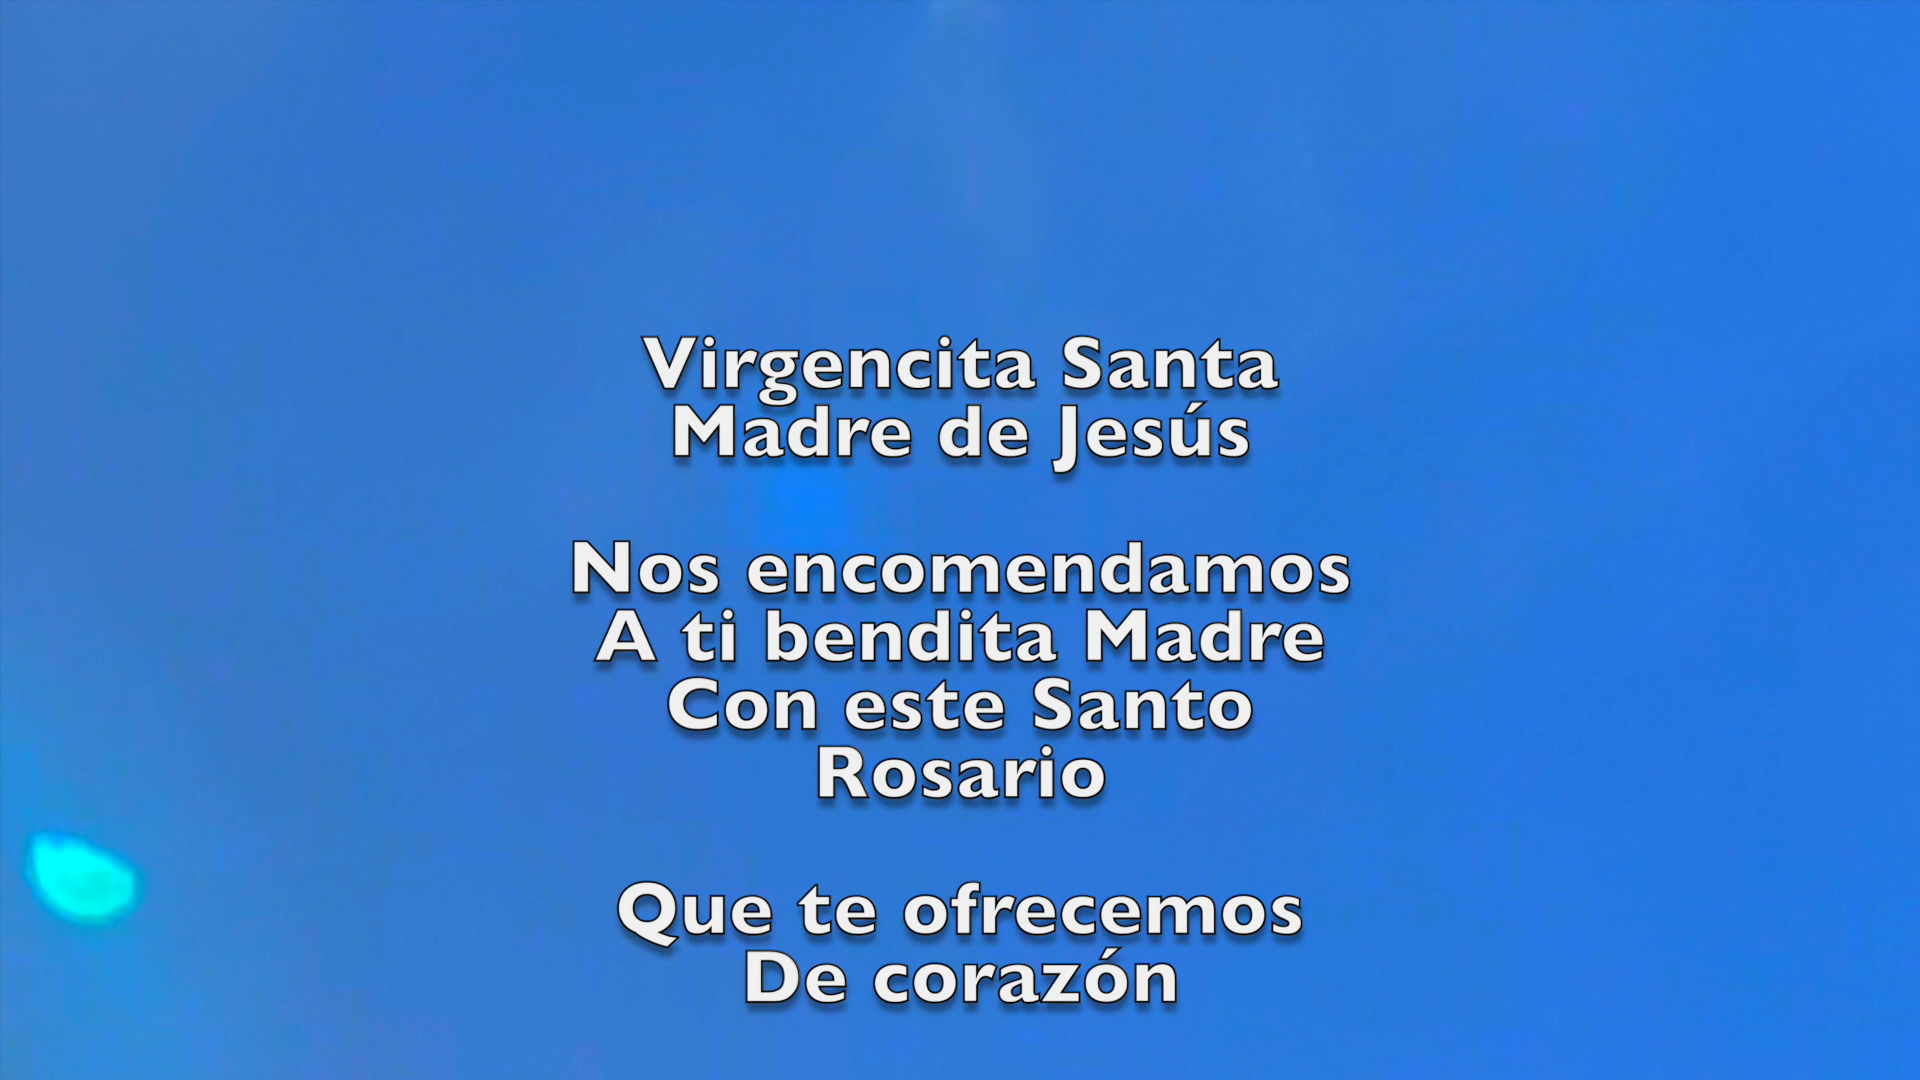 Virgencita Santa
Madre de Jesús
Nos encomendamos
A ti bendita Madre
Con este Santo
Rosario
Que te ofrecemos
De corazón